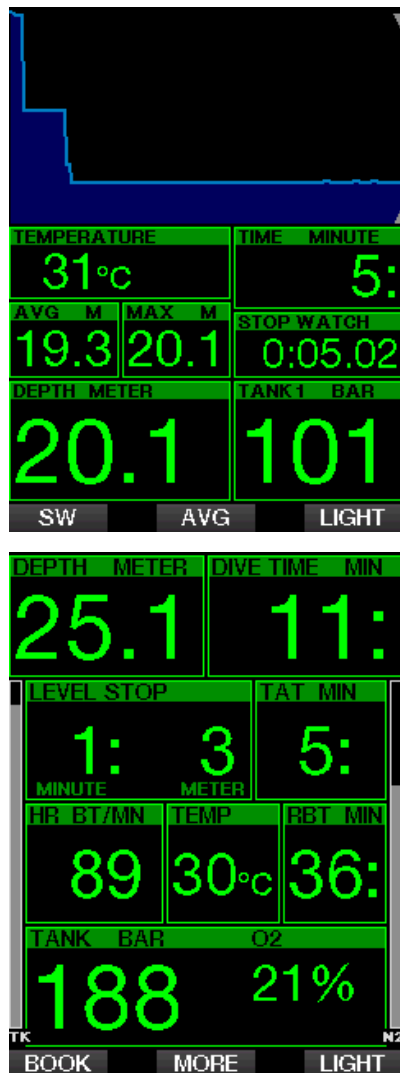 TEMPERATURE TIME MINUTE
31°C 5:
AVG M MAX M STOP WATCH
19.3 20.1 0:05.02
DEPTH METER TANK1 BAR
20.1 101
SW AVG LIGHT
DEPTH METER DIVE TIME MIN
25.1 11:
LEVEL STOP TAT MIN
1: 3 5:
MINUTE METER
HR BT/MN TEMP RBT MIN
89 30°C 36:
TANK BAR O2
188 21%
TK N2
BOOK MORE LIGHT